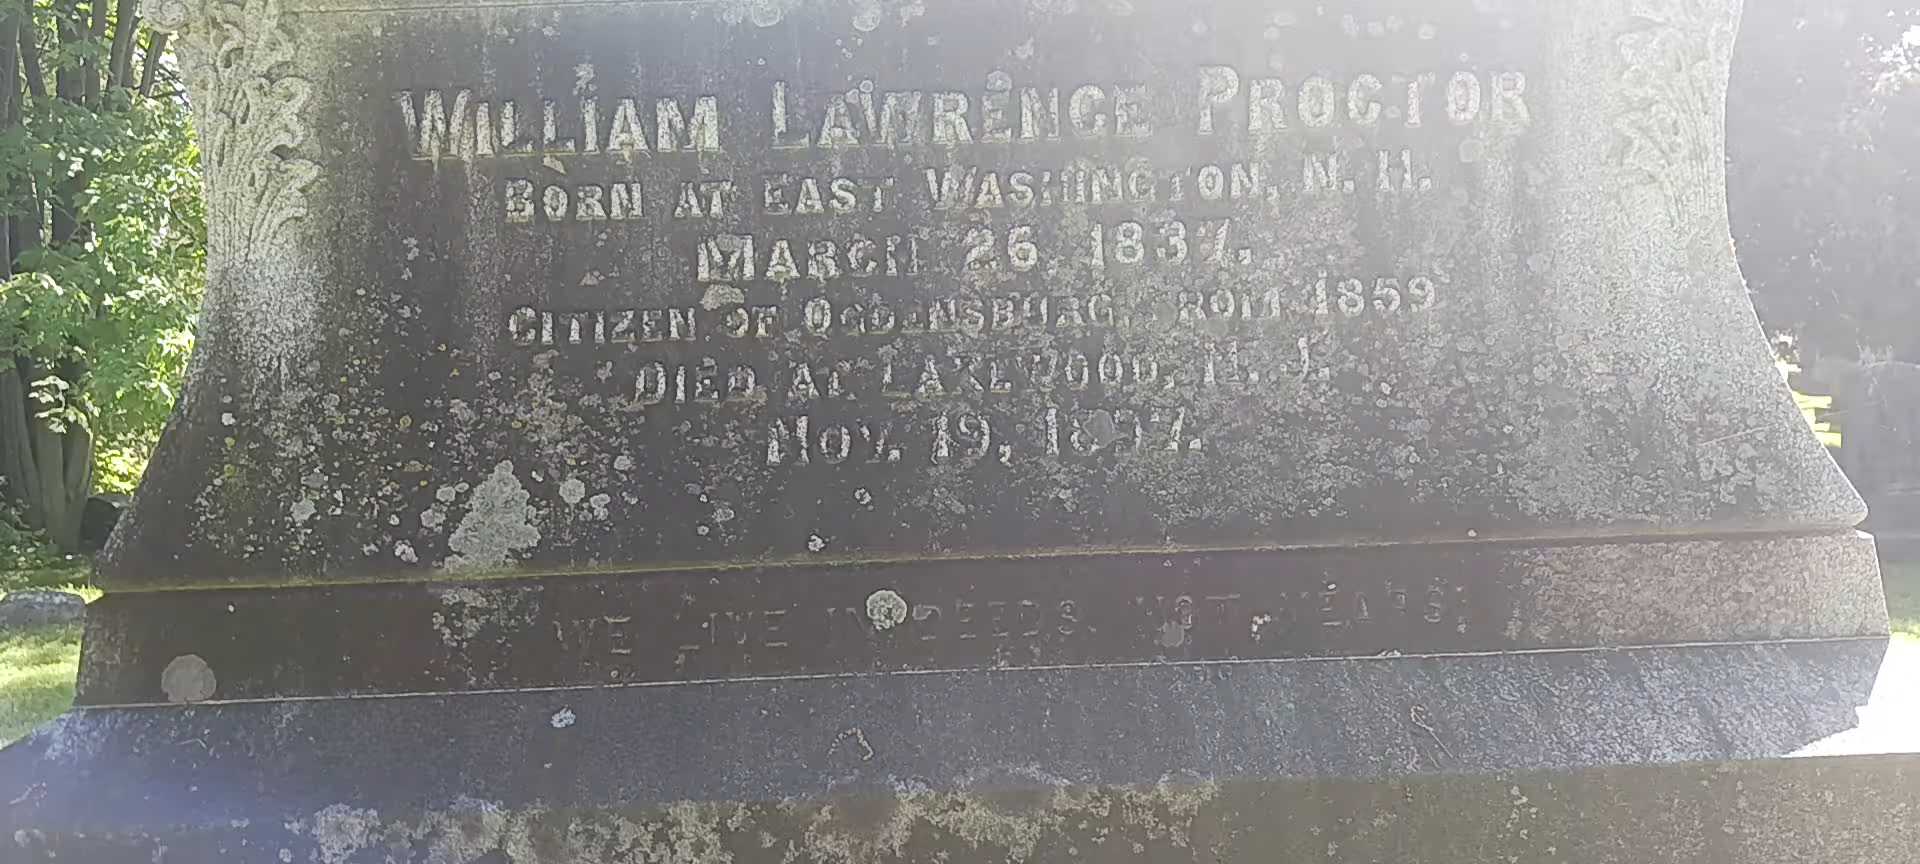 WILLIAM LAWRENCE PROCTOR
BORN AT EAST WASHINGTON, N. H.
MARCH 26, 1837.
CITIZEN OF OGDENSBURG, FROM 1859
DIED AT LAKEWOOD, N. J.
NOV. 19, 1897.
WE LIVE IN DEEDS, NOT YEARS,